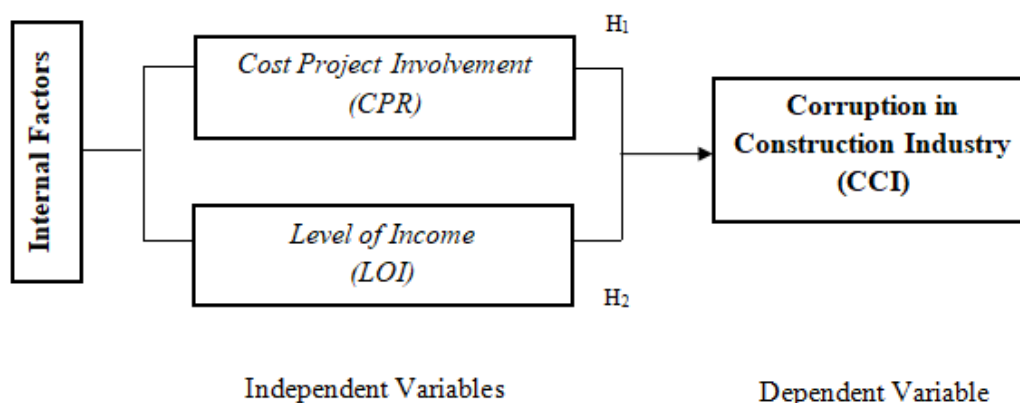 Internal Factors
Cost Project Involvement
(CPR)
H1
Level of Income
(LOI)
H2
Corruption in
Construction Industry
(CCI)
Independent Variables
Dependent Variable